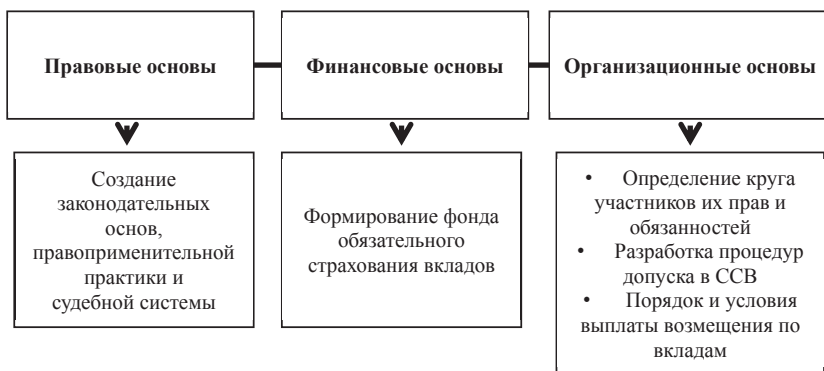 Правовые основы
Финансовые основы
Организационные основы
Создание
законодательных
основ,
правоприменительной
практики и
судебной системы
Формирование фонда
обязательного
страхования вкладов
• Определение круга
участников их прав и
обязанностей
• Разработка процедур
допуска в ССВ
• Порядок и условия
выплаты возмещения по
вкладам